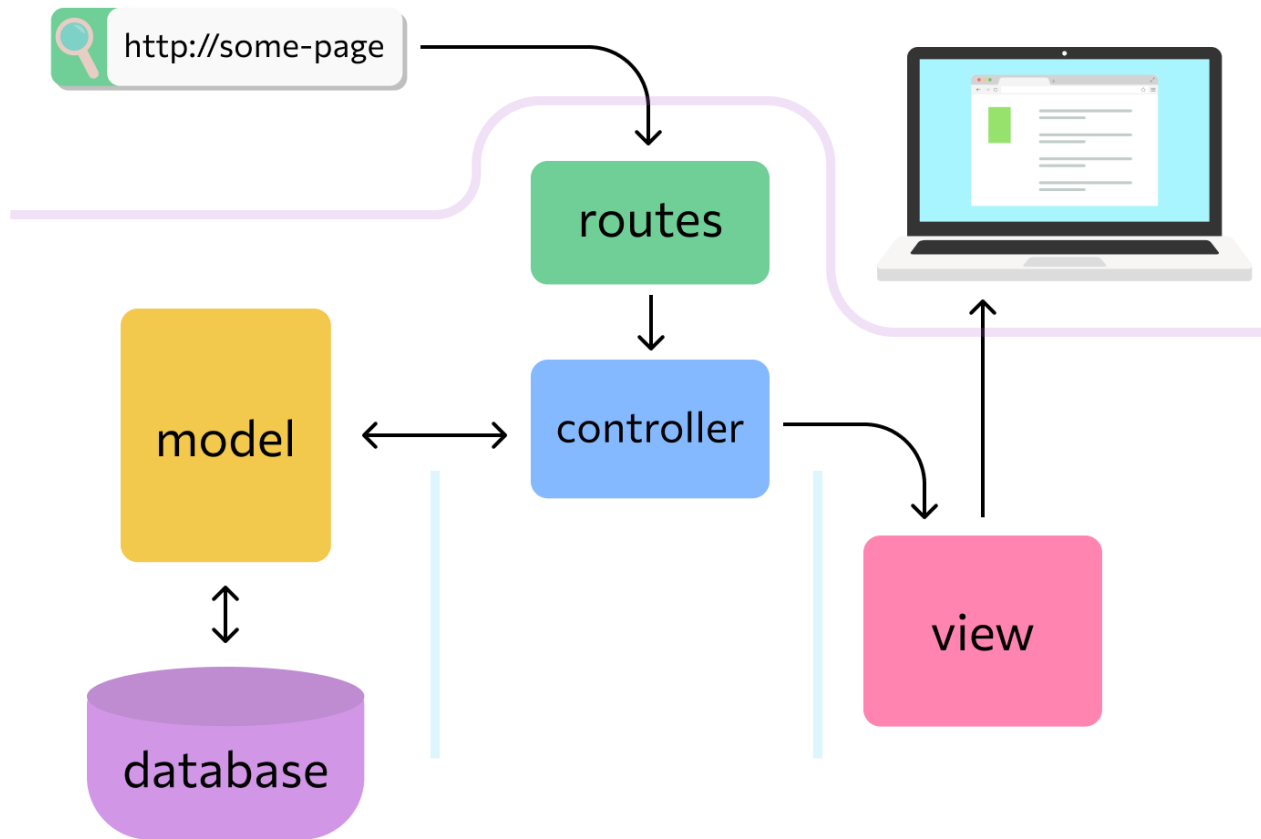 http://some-page
routes
controller
model
view
database